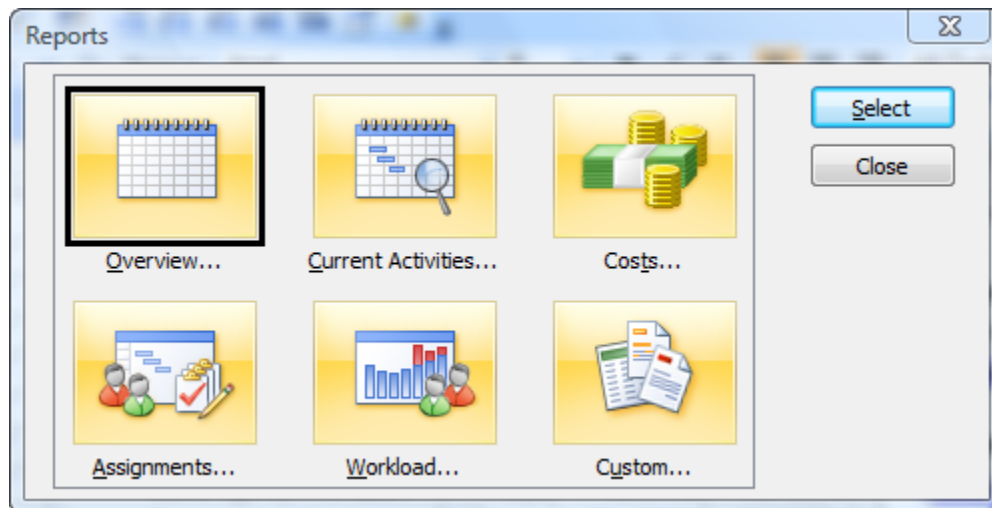 Reports
Select
Close
Overview...
Current Activities...
Costs...
Assignments...
Workload...
Custom...